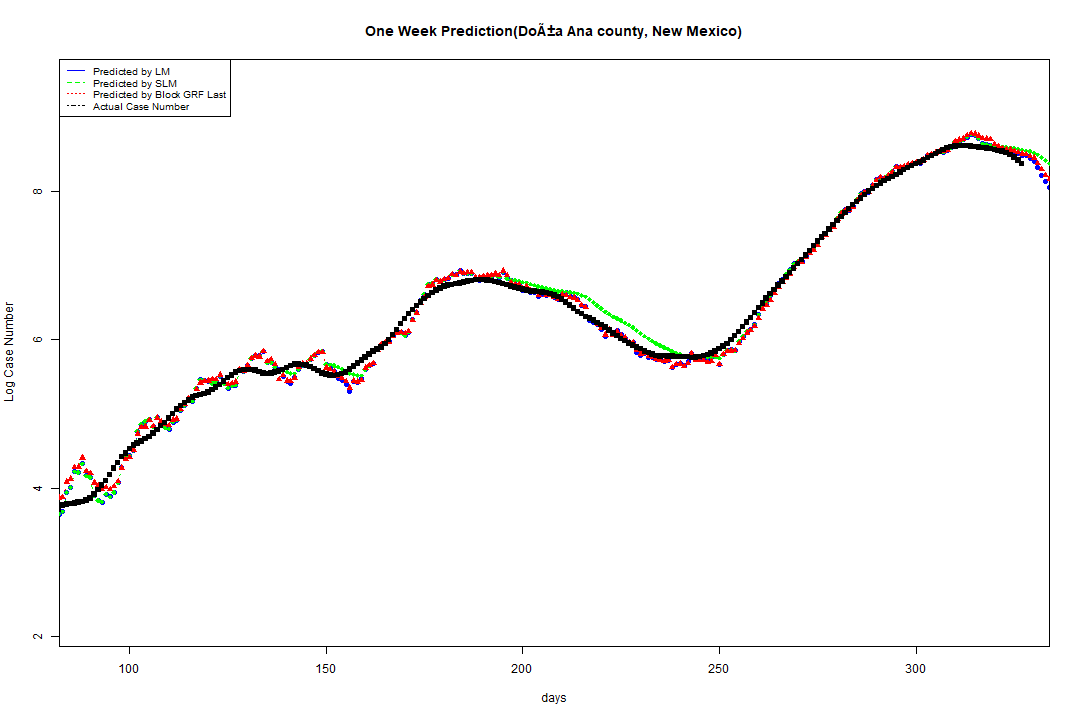 One Week Prediction(DoÃ±a Ana county, New Mexico)
Predicted by LM
Predicted by SLM
Predicted by Block GRF Last
Actual Case Number
Log Case Number
8
6
4
2
100 150 200 250 300
days